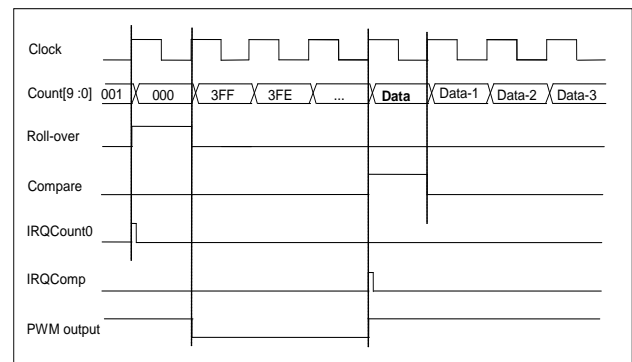 Clock
Count[9 :0] 001 000 3FF 3FE ... Data Data-1 Data-2 Data-3
Roll-over
Compare
IRQCount0
IRQComp
PWM output